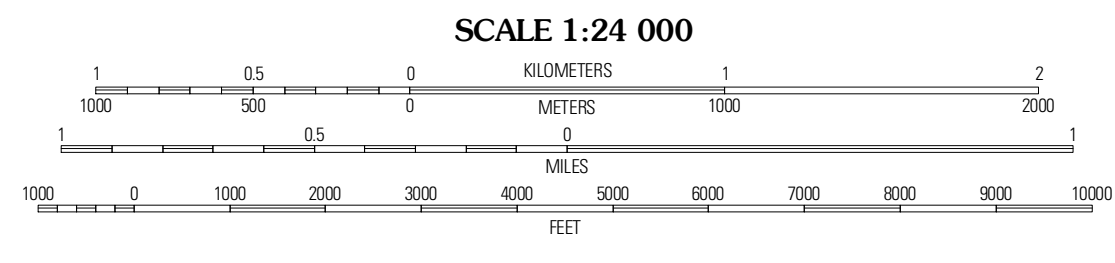 SCALE 1:24 000
1 0.5 0 KILOMETERS 1 2
1000 500 0 METERS 1000 2000
1 0.5 0 1
MILES
1000 0 1000 2000 3000 4000 5000 6000 7000 8000 9000 10000
FEET